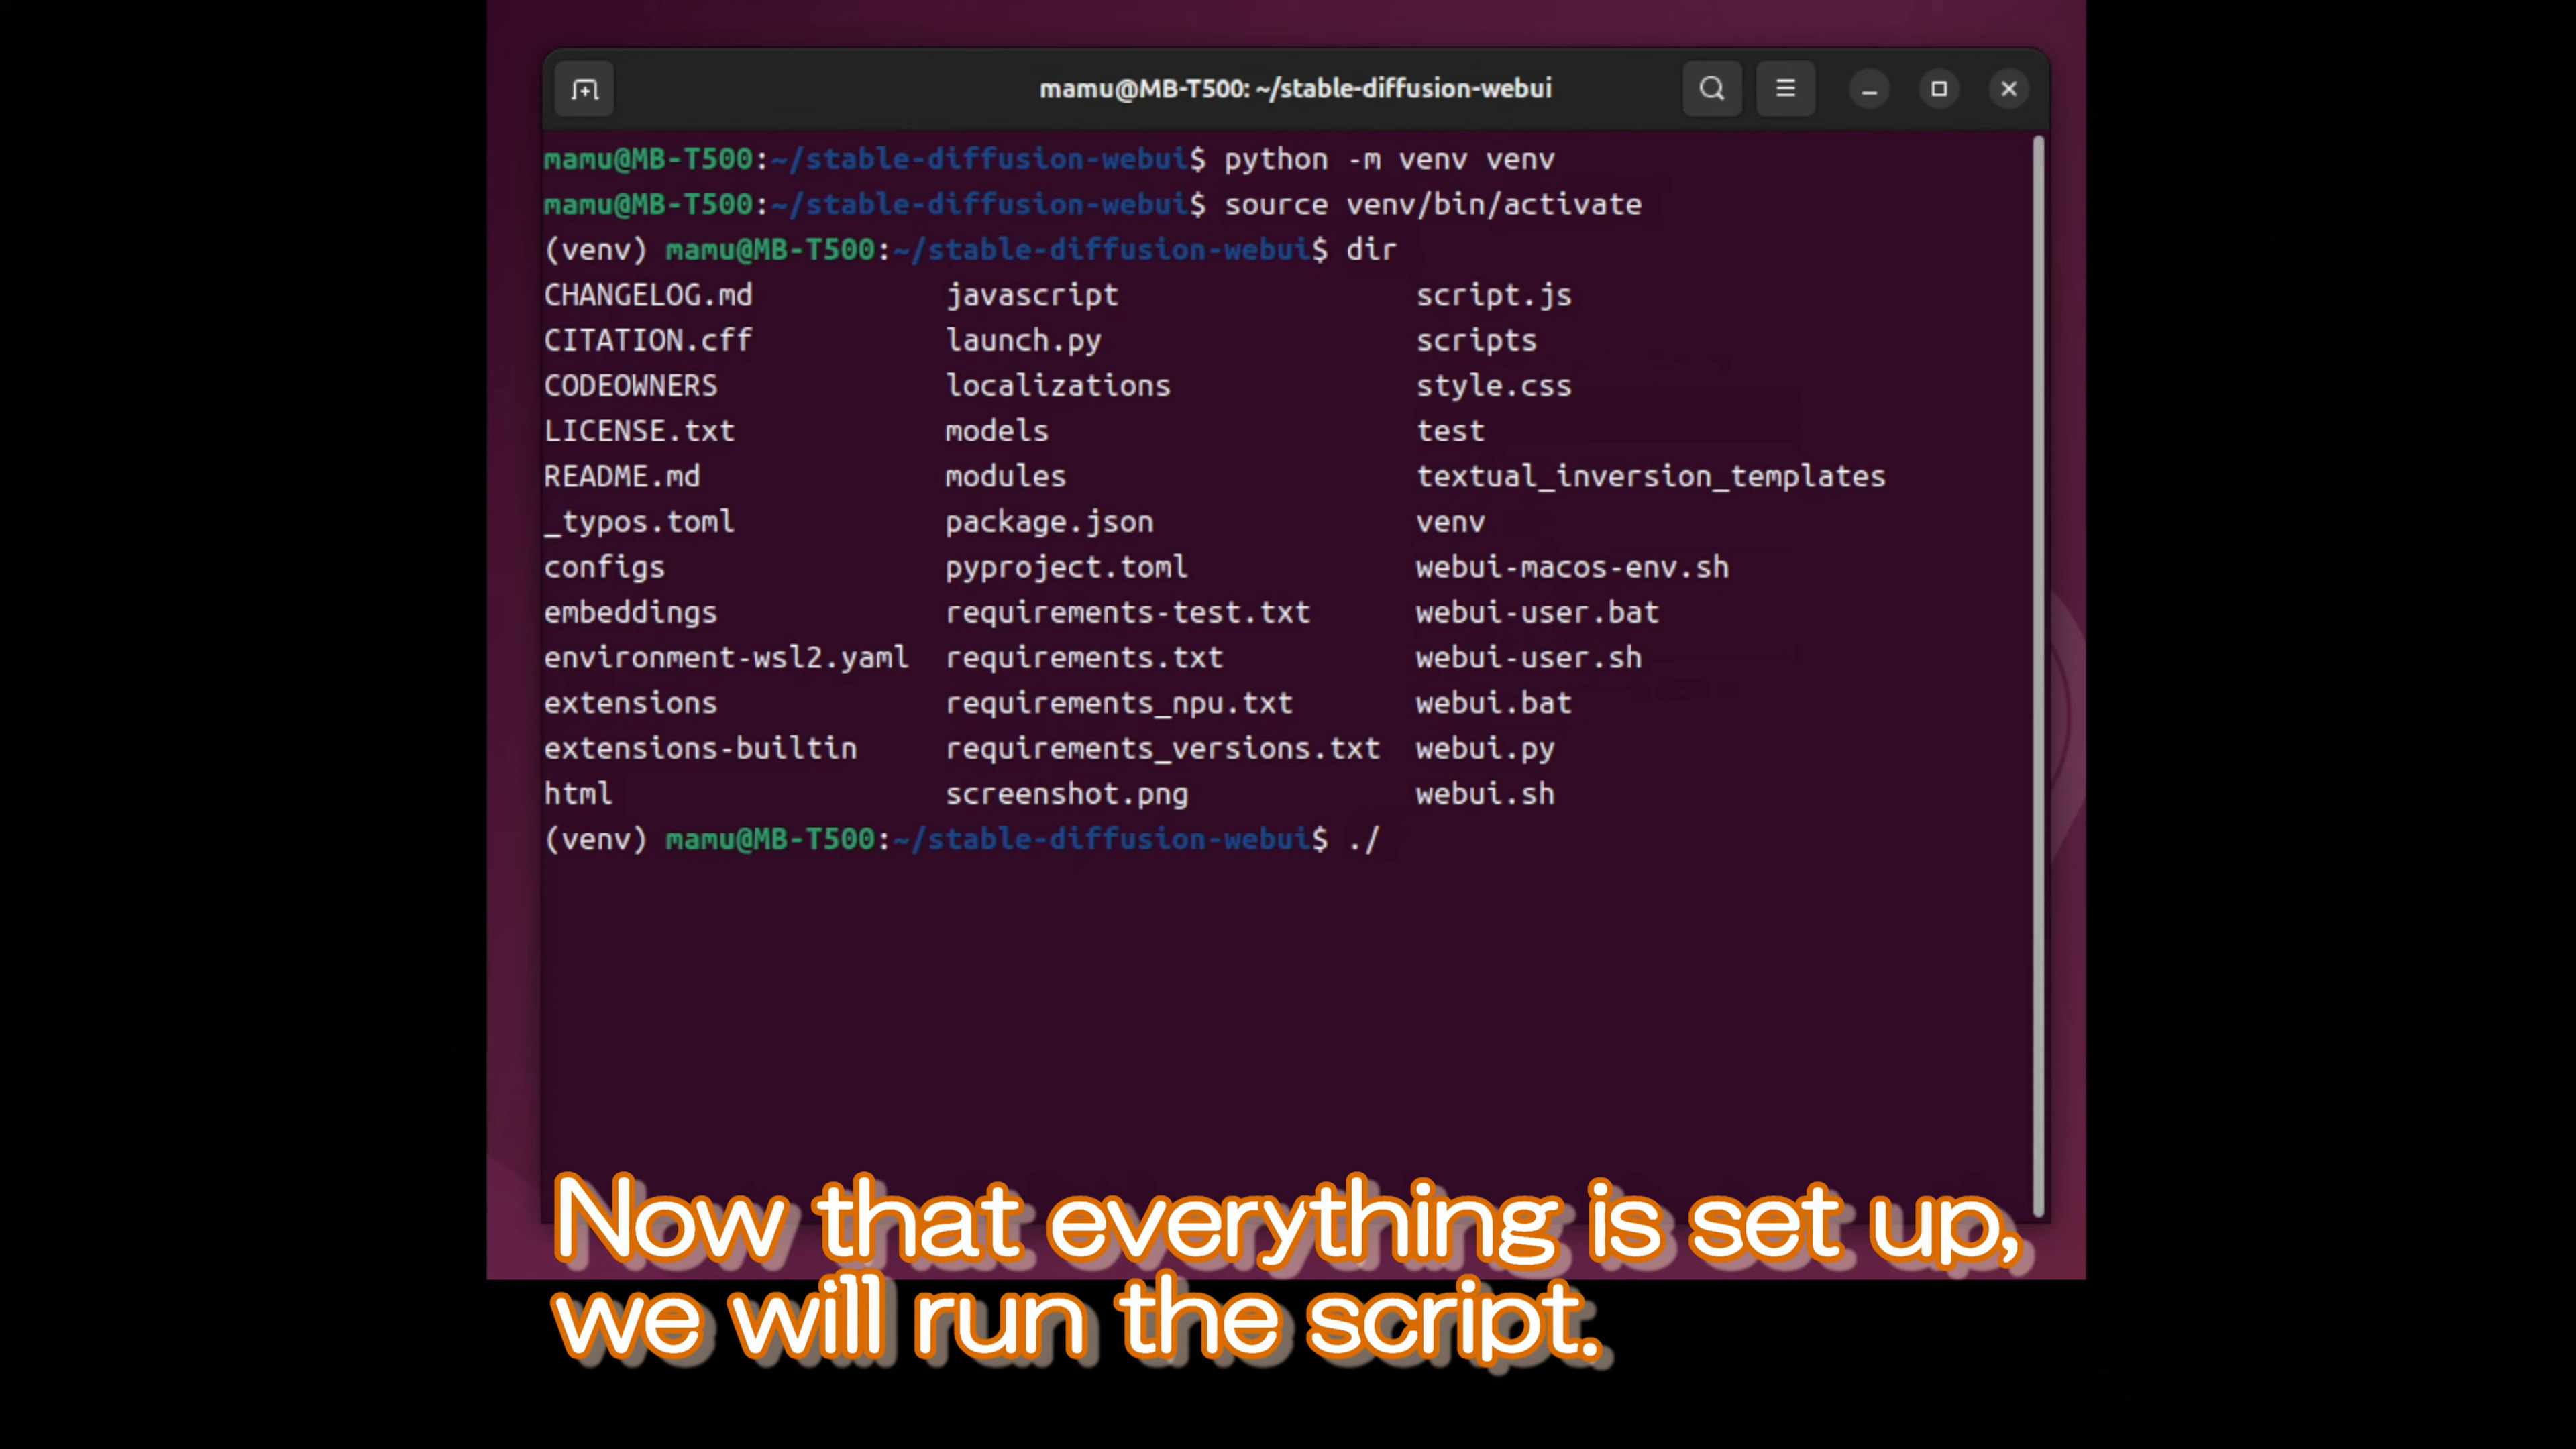 mamu@MB-T500: ~/stable-diffusion-webui
mamu@MB-T500:~/stable-diffusion-webui$ python -m venv venv
mamu@MB-T500:~/stable-diffusion-webui$ source venv/bin/activate
(venv) mamu@MB-T500:~/stable-diffusion-webui$ dir
CHANGELOG.md javascript script.js
CITATION.cff launch.py scripts
CODEOWNERS localizations style.css
LICENSE.txt models test
README.md modules textual_inversion_templates
_typos.toml package.json venv
configs pyproject.toml webui-macos-env.sh
embeddings requirements-test.txt webui-user.bat
environment-wsl2.yaml requirements.txt webui-user.sh
extensions requirements_npu.txt webui.bat
extensions-builtin requirements_versions.txt webui.py
html screenshot.png webui.sh
(venv) mamu@MB-T500:~/stable-diffusion-webui$ ./
Now that everything is set up,
we will run the script.